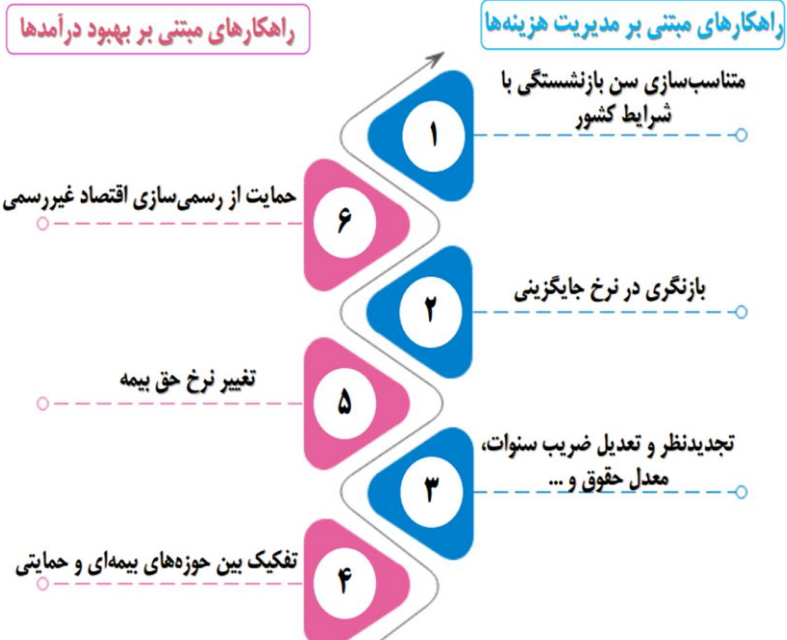 راهکارهای مبتنی بر مدیریت هزینه‌ها
متناسب‌سازی سن بازنشستگی با
شرایط کشور
۱
بازنگری در نرخ جایگزینی
۲
تجدیدنظر و تعدیل ضریب سنوات،
معدل حقوق و ...
۳
راهکارهای مبتنی بر بهبود درآمدها
حمایت از رسمی‌سازی اقتصاد غیررسمی
۶
تغییر نرخ حق بیمه
۵
تفکیک بین حوزه‌های بیمه‌ای و حمایتی
۴